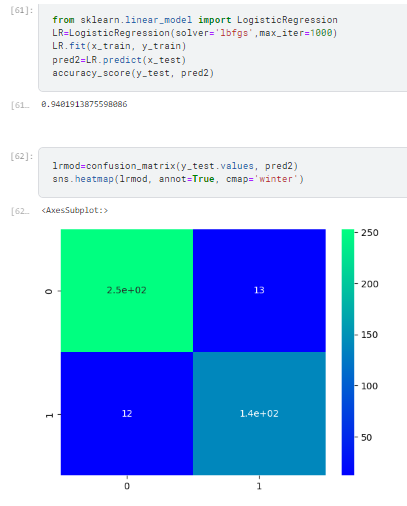 [61]:
from sklearn.linear_model import LogisticRegression
LR=LogisticRegression(solver='lbfgs',max_iter=1000)
LR.fit(x_train, y_train)
pred2=LR.predict(x_test)
accuracy_score(y_test, pred2)
[61… 0.9401913875598086
[62]:
lrmod=confusion_matrix(y_test.values, pred2)
sns.heatmap(lrmod, annot=True, cmap='winter')
[62… <AxesSubplot:>
250
0 2.5e+02 13
200
150
100
1 12 1.4e+02
50
0 1